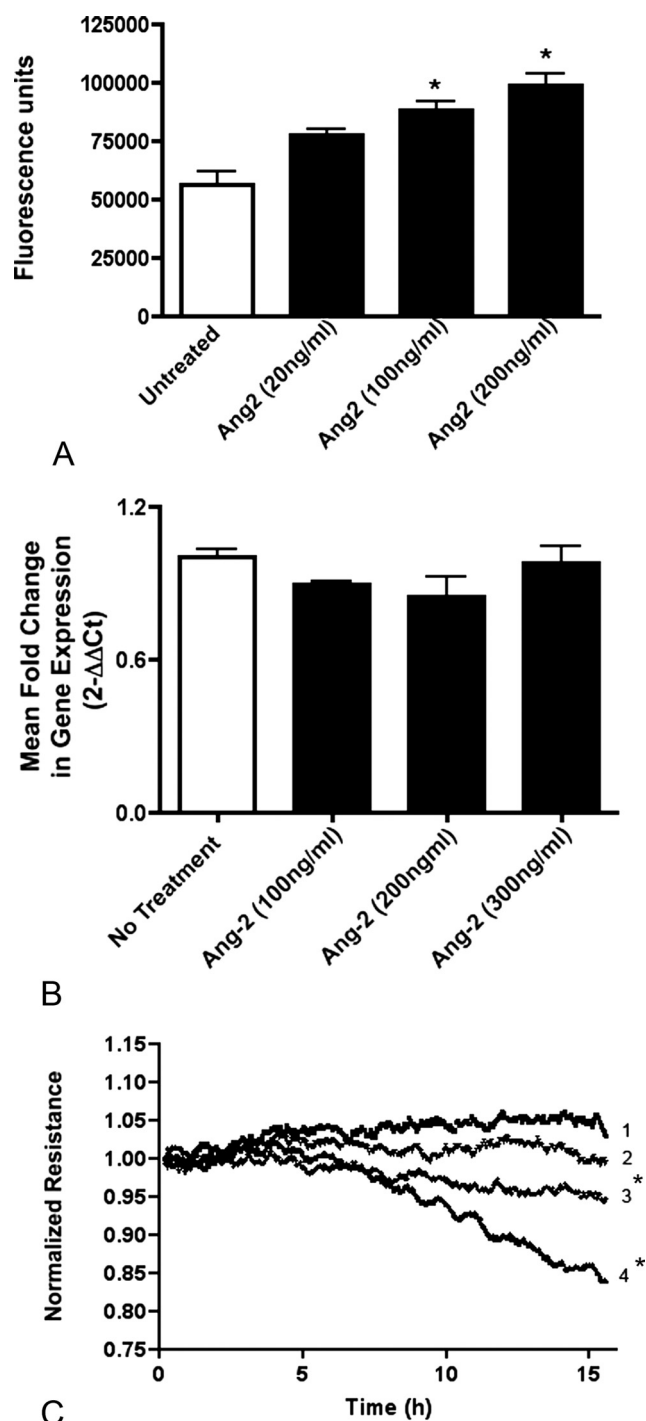 125000
100000
75000
50000
25000
0
Fluorescence units
*
*
Untreated
Ang2 (20ng/ml)
Ang2 (100ng/ml)
Ang2 (200ng/ml)
A
1.2
0.6
0.0
Mean Fold Change
in Gene Expression
(2-ΔΔCt)
No Treatment
Ang-2 (100ng/ml)
Ang-2 (200ngml)
Ang-2 (300ng/ml)
B
1.15
1.10
1.05
1.00
0.95
0.90
0.85
0.80
0.75
Normalized Resistance
1
2
3 *
4 *
0 5 10 15
Time (h)
C